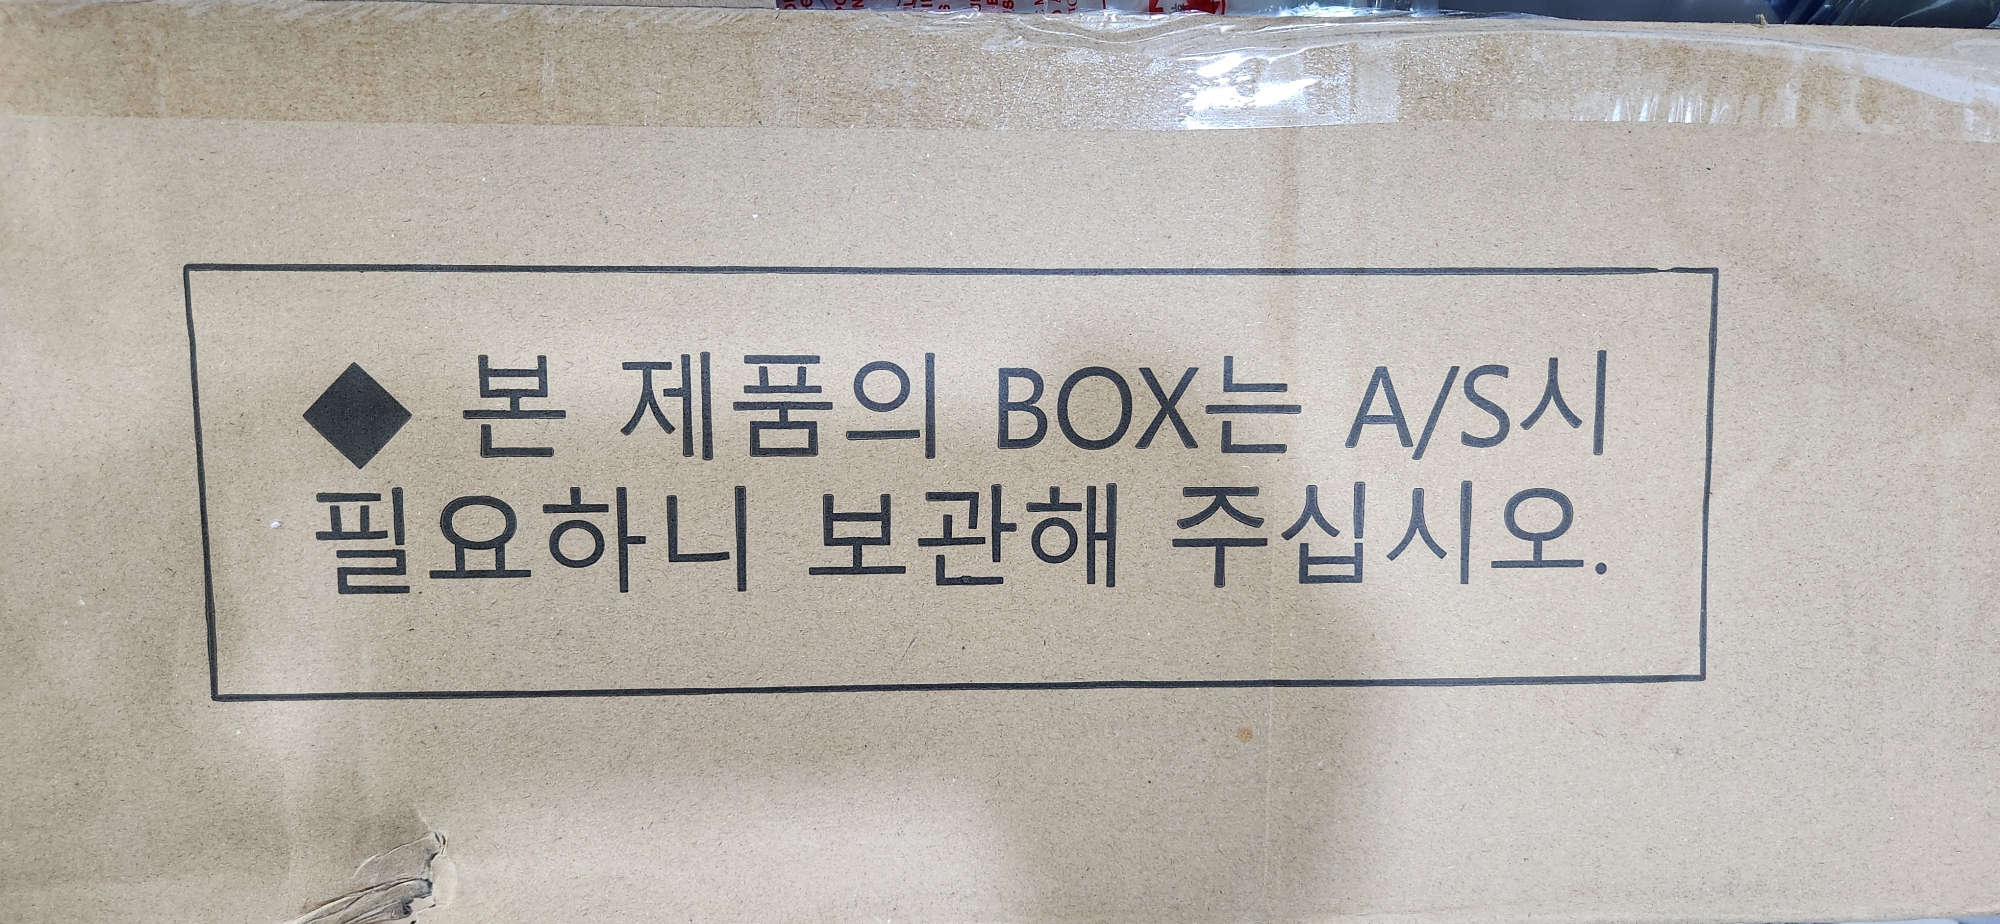 ◆ 본 제품의 BOX는 A/S시
필요하니 보관해 주십시오.